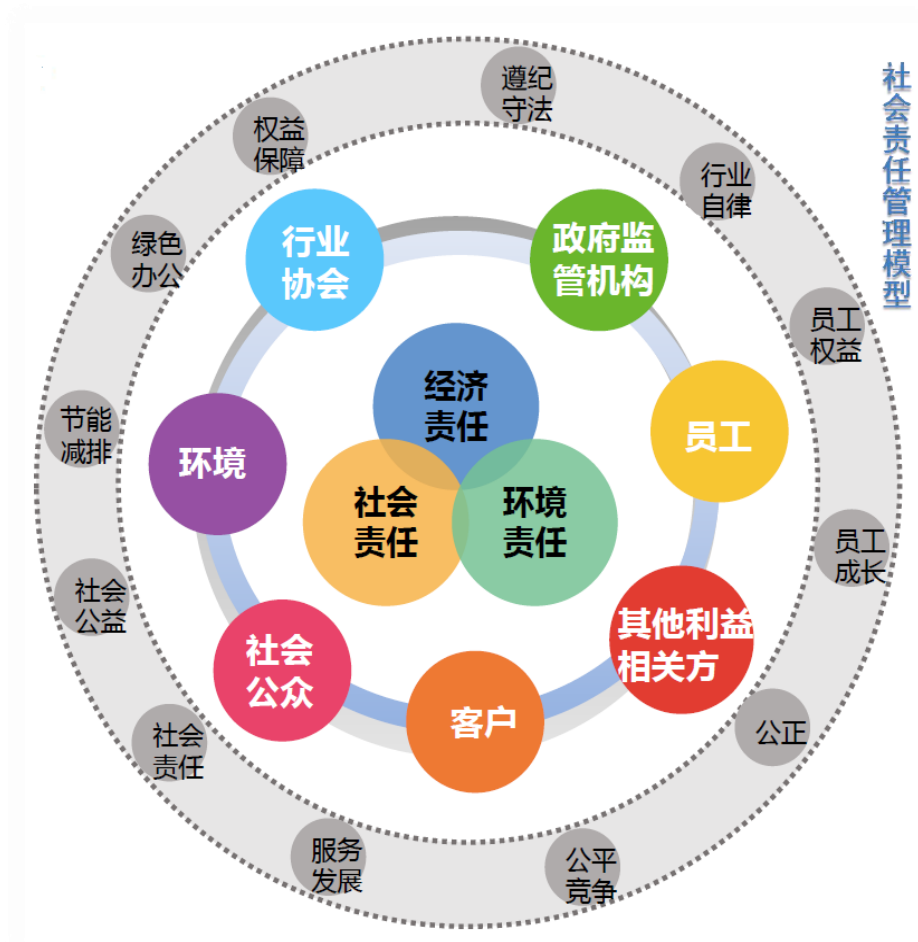 社会责任管理模型
遵纪
守法
权益
保障
行业
自律
绿色
办公
行业
协会
政府监
管机构
员工
权益
经济
责任
节能
减排
环境
员工
社会
责任
环境
责任
员工
成长
社会
公益
社会
公众
其他利益
相关方
客户
公正
社会
责任
服务
发展
公平
竞争